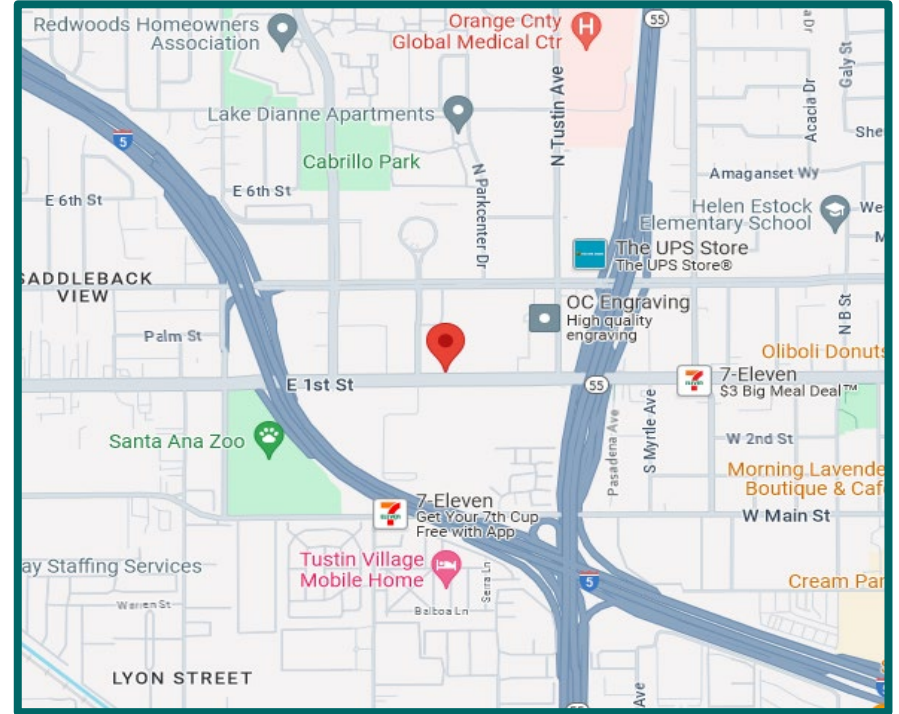 Redwoods Homeowners
Association
Orange Cnty
Global Medical Ctr
55
5
Lake Dianne Apartments
N Tustin Ave
Acacia Dr
Galy St
Cabrillo Park
N Parkcenter Dr
Amaganset Wy
E 6th St
E 6th St
Helen Estock
Elementary School
The UPS Store
The UPS Store®
SADDLEBACK
VIEW
OC Engraving
High quality
engraving
N B St
Palm St
Oliboli Donuts
7-Eleven
$3 Big Meal Deal™
E 1st St
55
Pasadena Ave
S Myrtle Ave
Santa Ana Zoo
W 2nd St
Morning Lavende
Boutique & Caf
7-Eleven
Get Your 7th Cup
Free with App
W Main St
ay Staffing Services
Tustin Village
Mobile Home
Serra Ln
5
Cream Par
Warren St
Balboa Ln
LYON STREET
Ave